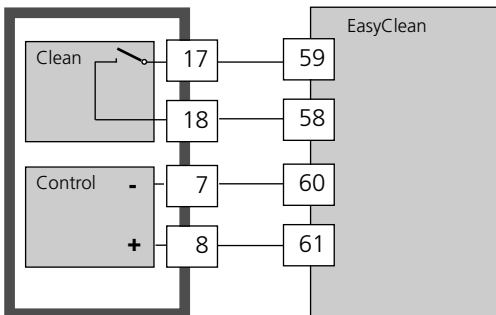 EasyClean
Clean 17 59
18 58
Control - 7 60
+ 8 61